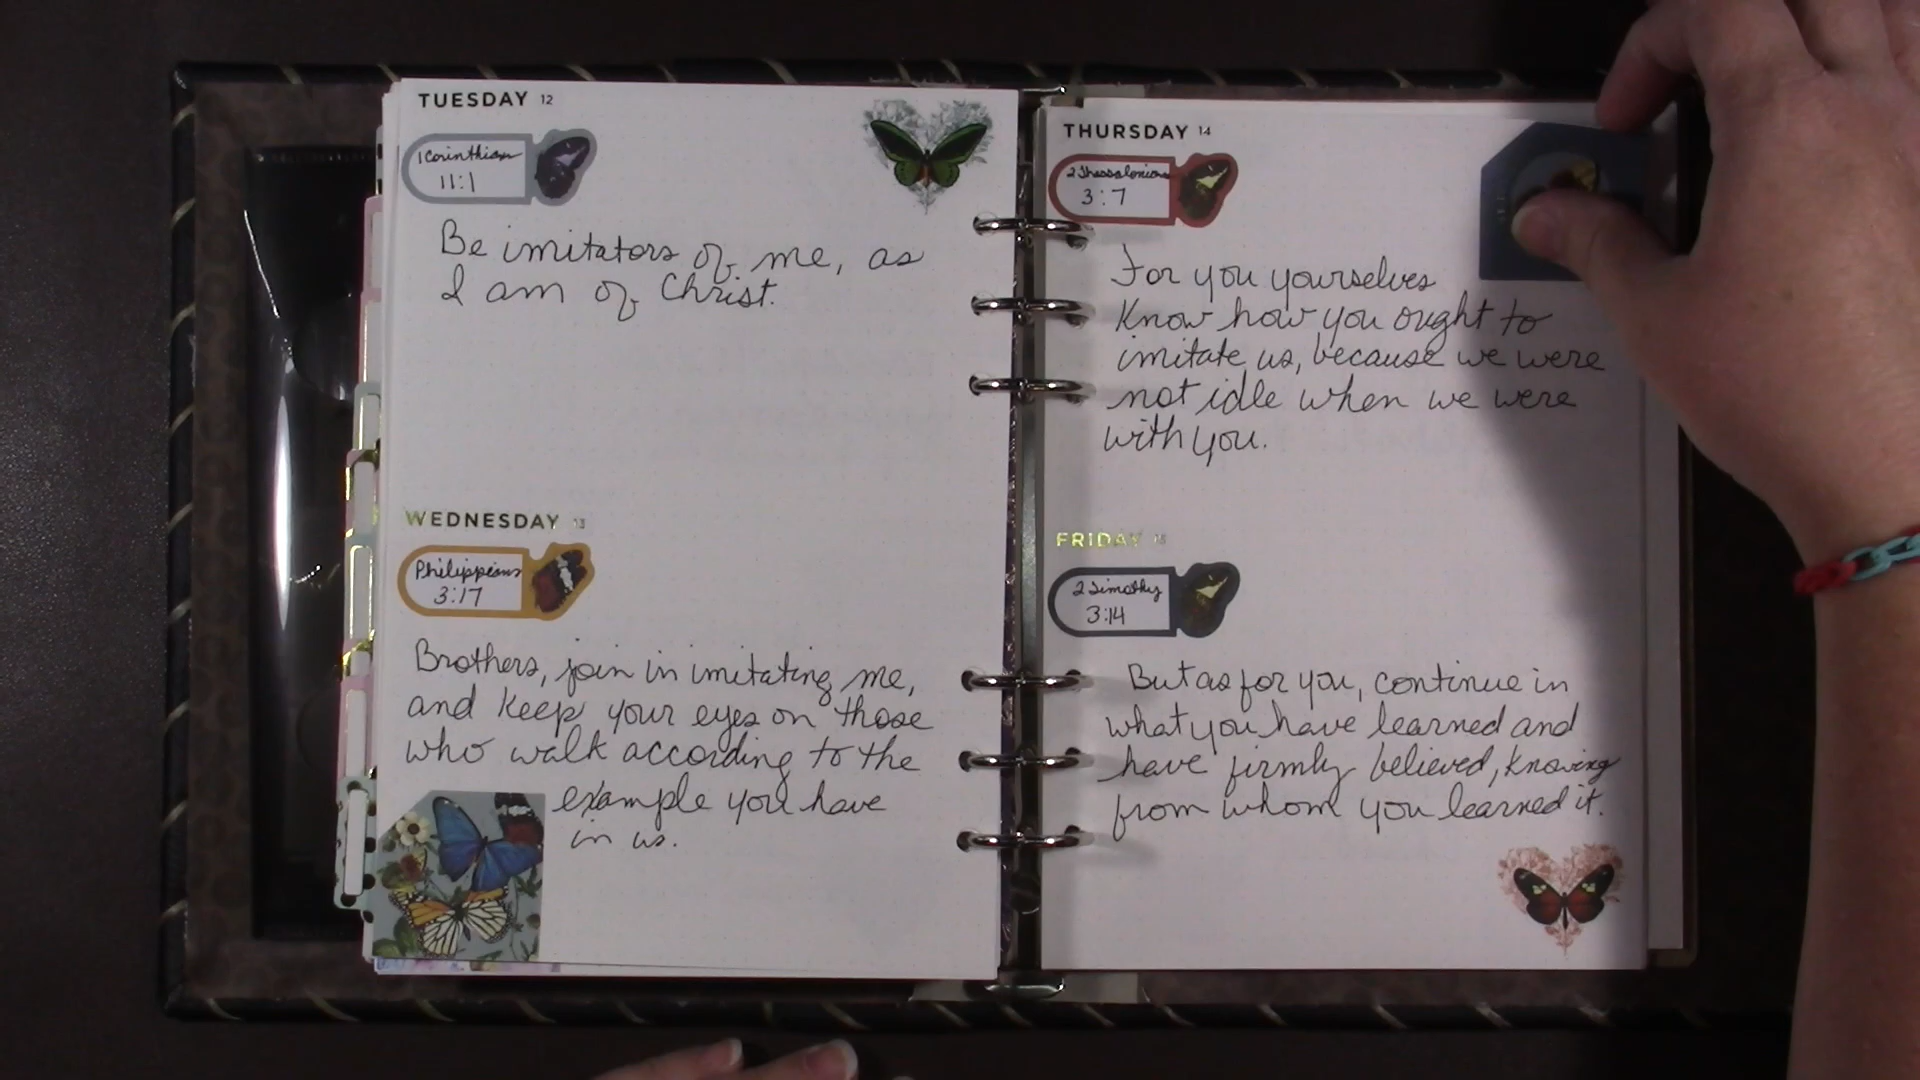 TUESDAY 12
1 Corinthians
11:1
Be imitators of me, as
I am of Christ.
WEDNESDAY 13
Philippians
3:17
Brothers, join in imitating me,
and keep your eyes on those
who walk according to the
example you have
in us.
THURSDAY 14
2 Thessalonians
3:7
For you yourselves
know how you ought to
imitate us, because we were
not idle when we were
with you.
FRIDAY 15
2 Timothy
3:14
But as for you, continue in
what you have learned and
have firmly believed, knowing
from whom you learned it.